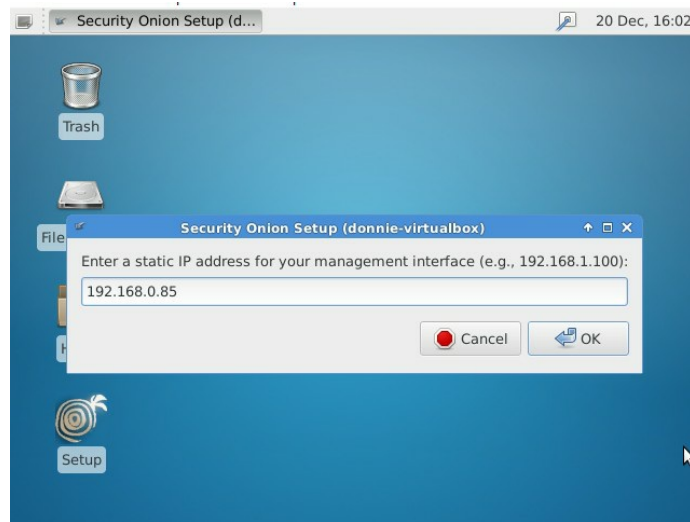 Security Onion Setup (d...
20 Dec, 16:02
Trash
File
Security Onion Setup (donnie-virtualbox)
Enter a static IP address for your management interface (e.g., 192.168.1.100):
192.168.0.85
Cancel
OK
H
Setup